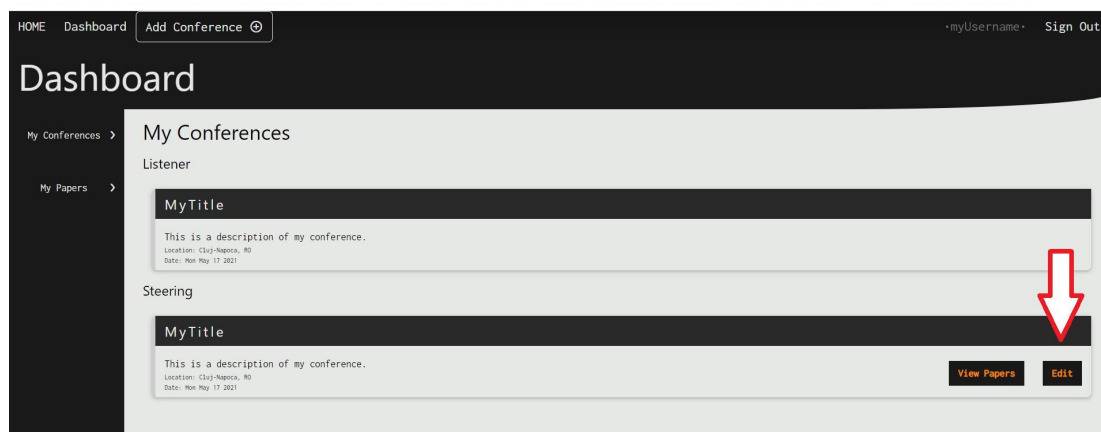 HOME Dashboard Add Conference ⊕ •myUsername• Sign Out
Dashboard
My Conferences >
My Papers >
My Conferences
Listener
MyTitle
This is a description of my conference.
Location: Cluj-Napoca, RO
Date: Mon May 17 2021
Steering
MyTitle
This is a description of my conference.
Location: Cluj-Napoca, RO
Date: Mon May 17 2021
View Papers Edit